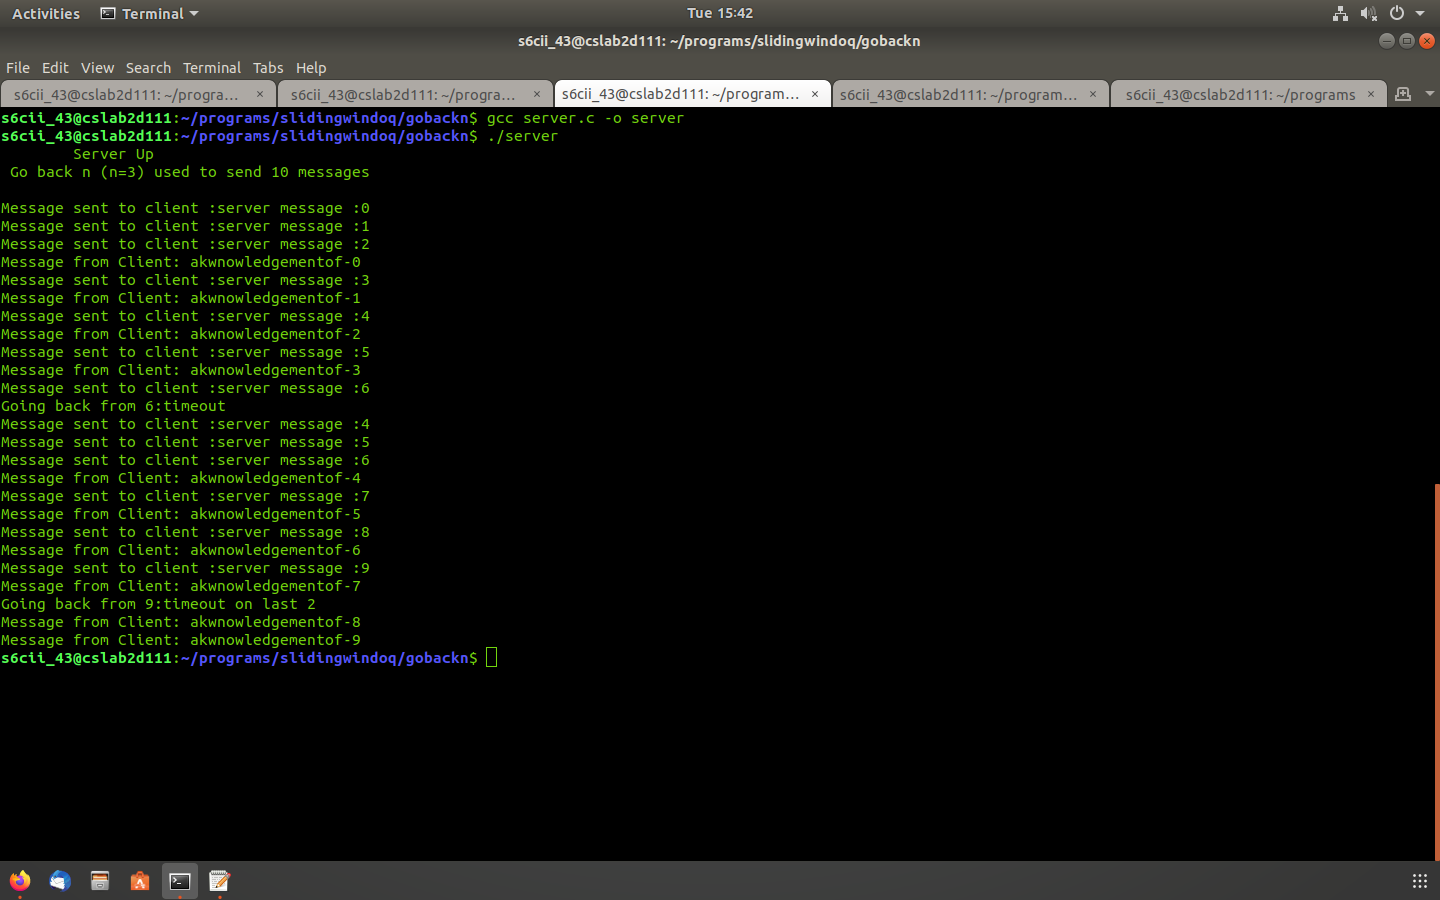 Activities Terminal Tue 15:42
s6cii_43@cslab2d111: ~/programs/slidingwindoq/gobackn
File Edit View Search Terminal Tabs Help
s6cii_43@cslab2d111: ~/progra... × s6cii_43@cslab2d111: ~/progra... × s6cii_43@cslab2d111: ~/program... × s6cii_43@cslab2d111: ~/program... × s6cii_43@cslab2d111: ~/programs ×
s6cii_43@cslab2d111:~/programs/slidingwindoq/gobackn$ gcc server.c -o server
s6cii_43@cslab2d111:~/programs/slidingwindoq/gobackn$ ./server
Server Up
Go back n (n=3) used to send 10 messages
Message sent to client :server message :0
Message sent to client :server message :1
Message sent to client :server message :2
Message from Client: akwnowledgementof-0
Message sent to client :server message :3
Message from Client: akwnowledgementof-1
Message sent to client :server message :4
Message from Client: akwnowledgementof-2
Message sent to client :server message :5
Message from Client: akwnowledgementof-3
Message sent to client :server message :6
Going back from 6:timeout
Message sent to client :server message :4
Message sent to client :server message :5
Message sent to client :server message :6
Message from Client: akwnowledgementof-4
Message sent to client :server message :7
Message from Client: akwnowledgementof-5
Message sent to client :server message :8
Message from Client: akwnowledgementof-6
Message sent to client :server message :9
Message from Client: akwnowledgementof-7
Going back from 9:timeout on last 2
Message from Client: akwnowledgementof-8
Message from Client: akwnowledgementof-9
s6cii_43@cslab2d111:~/programs/slidingwindoq/gobackn$